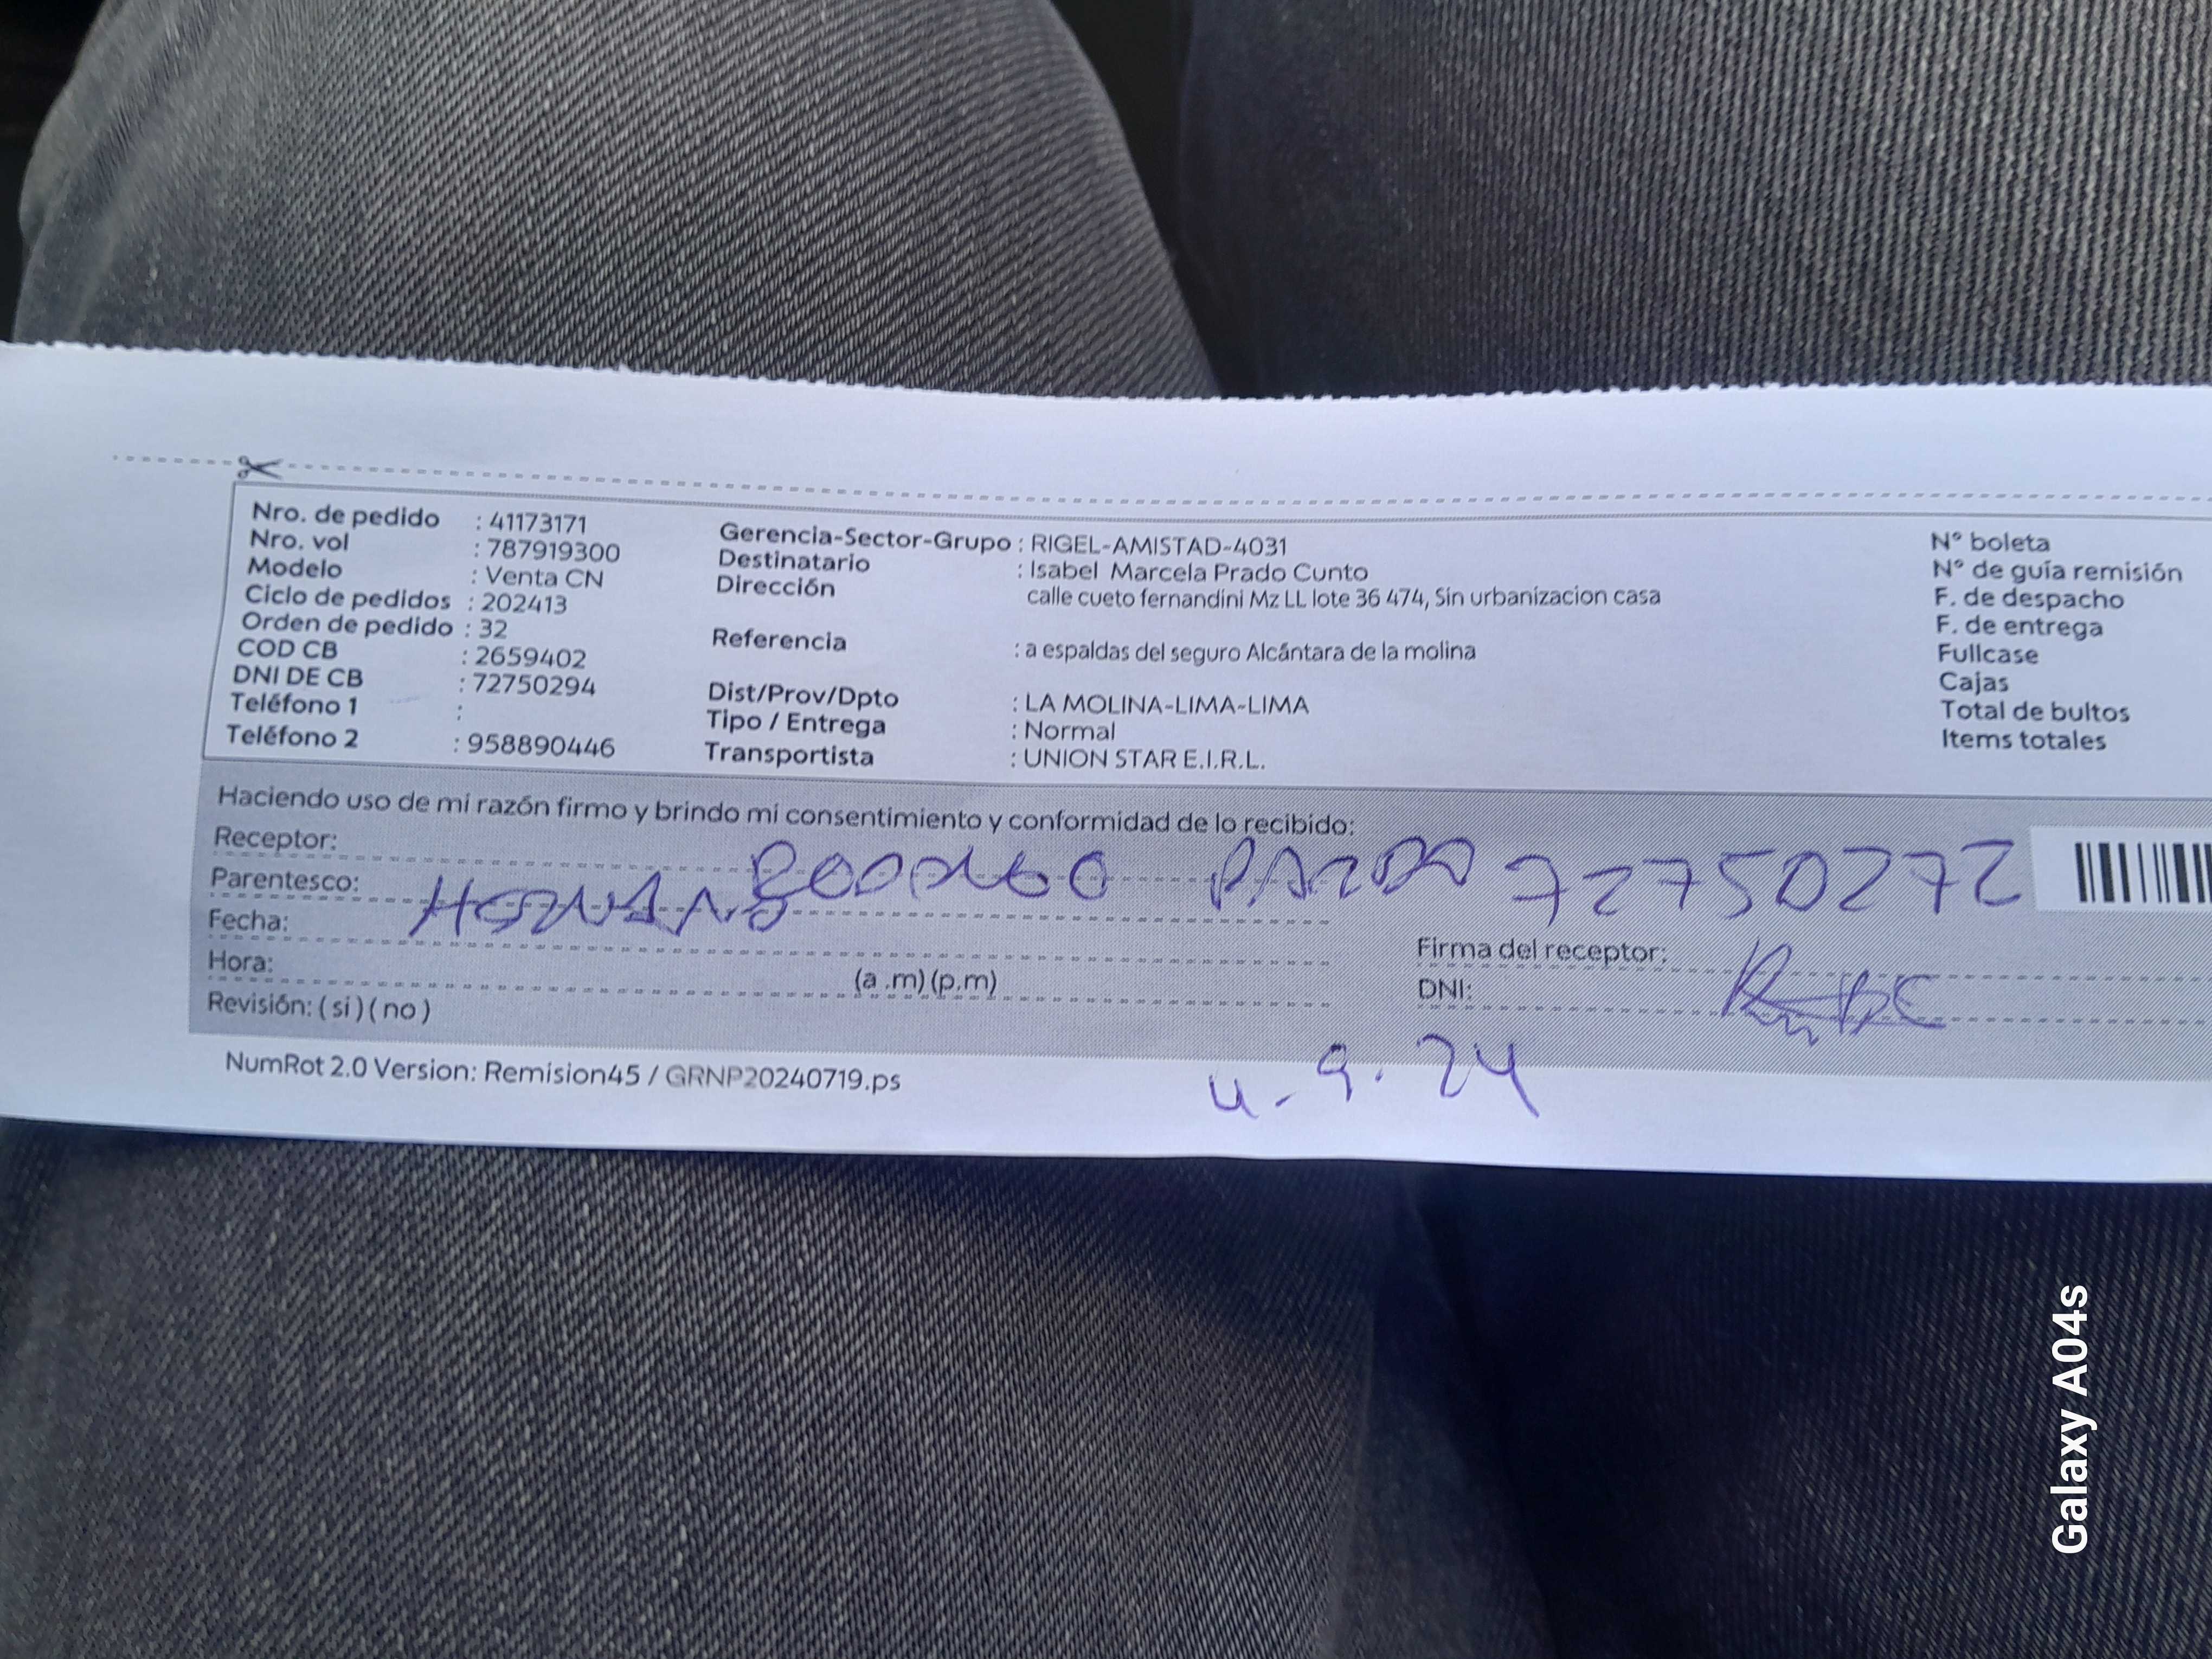 Nro. de pedido : 41173171
Nro. vol : 787919300
Modelo : Venta CN
Ciclo de pedidos : 202413
Orden de pedido : 32
COD CB : 2659402
DNI DE CB : 72750294
Teléfono 1 :
Teléfono 2 : 958890446
Gerencia-Sector-Grupo : RIGEL-AMISTAD-4031
Destinatario : Isabel Marcela Prado Cunto
Dirección calle cueto fernandini Mz LL lote 36 474, Sin urbanizacion casa
Referencia : a espaldas del seguro Alcántara de la molina
Dist/Prov/Dpto : LA MOLINA-LIMA-LIMA
Tipo / Entrega : Normal
Transportista : UNION STAR E.I.R.L.
N° boleta
N° de guía remisión
F. de despacho
F. de entrega
Fullcase
Cajas
Total de bultos
Items totales
Haciendo uso de mi razón firmo y brindo mi consentimiento y conformidad de lo recibido:
Receptor: RODRIGO PRADO 72750272
Parentesco: HERMANO
Fecha:
Hora: (a .m) (p.m)
Revisión: ( si ) ( no )
Firma del receptor:
DNI:
4. 9. 24
NumRot 2.0 Version: Remision45 / GRNP20240719.ps
Galaxy A04s